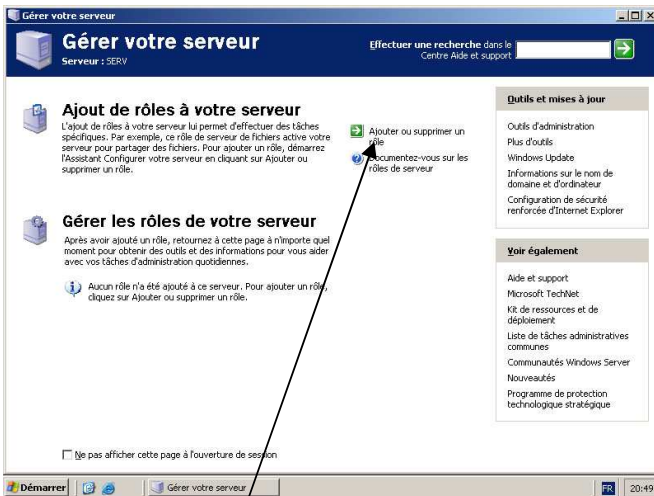 Gérer votre serveur
Gérer votre serveur
Serveur : SERV
Effectuer une recherche dans le
Centre Aide et support
Ajout de rôles à votre serveur
L'ajout de rôles à votre serveur lui permet d'effectuer des tâches
spécifiques. Par exemple, ce rôle de serveur de fichiers active votre
serveur pour partager des fichiers. Pour ajouter un rôle, démarrez
l'Assistant Configurer votre serveur en cliquant sur Ajouter ou
supprimer un rôle.
Ajouter ou supprimer un
rôle
Documentez-vous sur les
rôles de serveur
Gérer les rôles de votre serveur
Après avoir ajouté un rôle, retournez à cette page à n'importe quel
moment pour obtenir des outils et des informations pour vous aider
avec vos tâches d'administration quotidiennes.
Aucun rôle n'a été ajouté à ce serveur. Pour ajouter un rôle,
cliquez sur Ajouter ou supprimer un rôle.
Outils et mises à jour
Outils d'administration
Plus d'outils
Windows Update
Informations sur le nom de
domaine et d'ordinateur
Configuration de sécurité
renforcée d'Internet Explorer
Voir également
Aide et support
Microsoft TechNet
Kit de ressources et de
déploiement
Liste de tâches administratives
communes
Communautés Windows Server
Nouveautés
Programme de protection
technologique stratégique
Ne pas afficher cette page à l'ouverture de session
Démarrer
Gérer votre serveur
FR
20:49